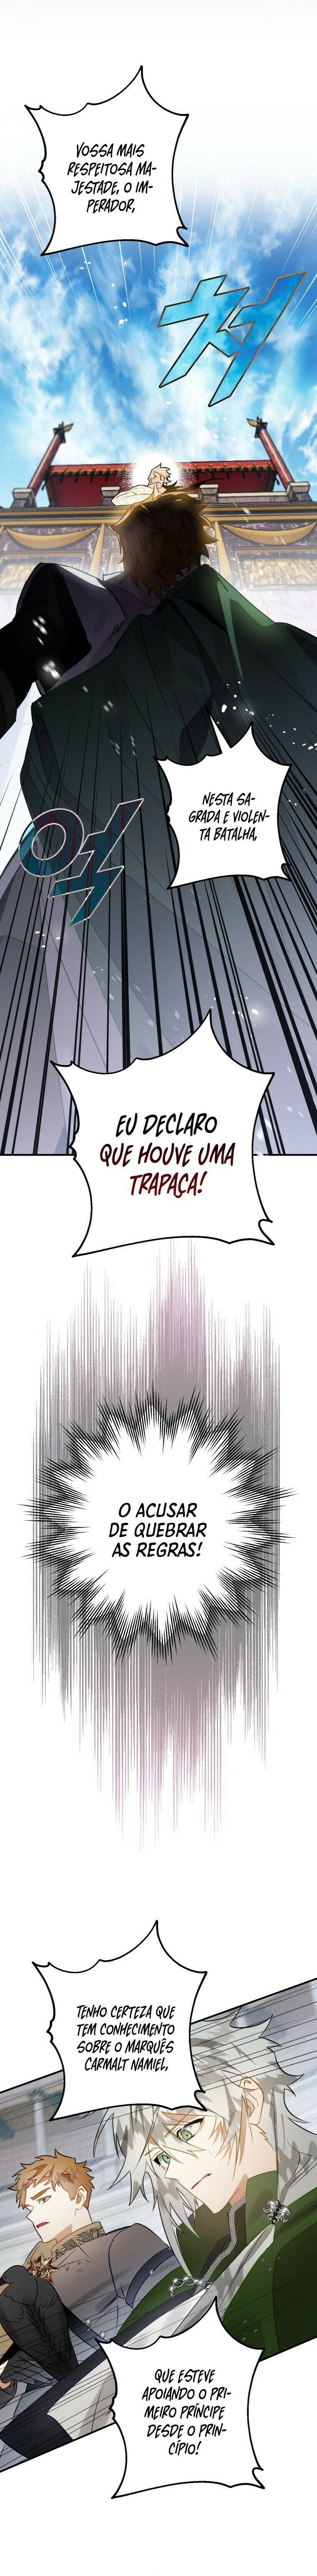 VOSSA MAIS
RESPEITOSA MA-
JESTADE, O IM-
PERADOR,
척
NESTA SA-
GRADA E VIOLEN-
TA BATALHA,
억
EU DECLARO
QUE HOUVE UMA
TRAPAÇA!
O ACUSAR
DE QUEBRAR
AS REGRAS!
TENHO CERTEZA QUE
TEM CONHECIMENTO
SOBRE O MARQUÊS
CARMALT NAMIEL,
QUE ESTEVE
APOIANDO O PRI-
MEIRO PRÍNCIPE
DESDE O PRIN-
CÍPIO!